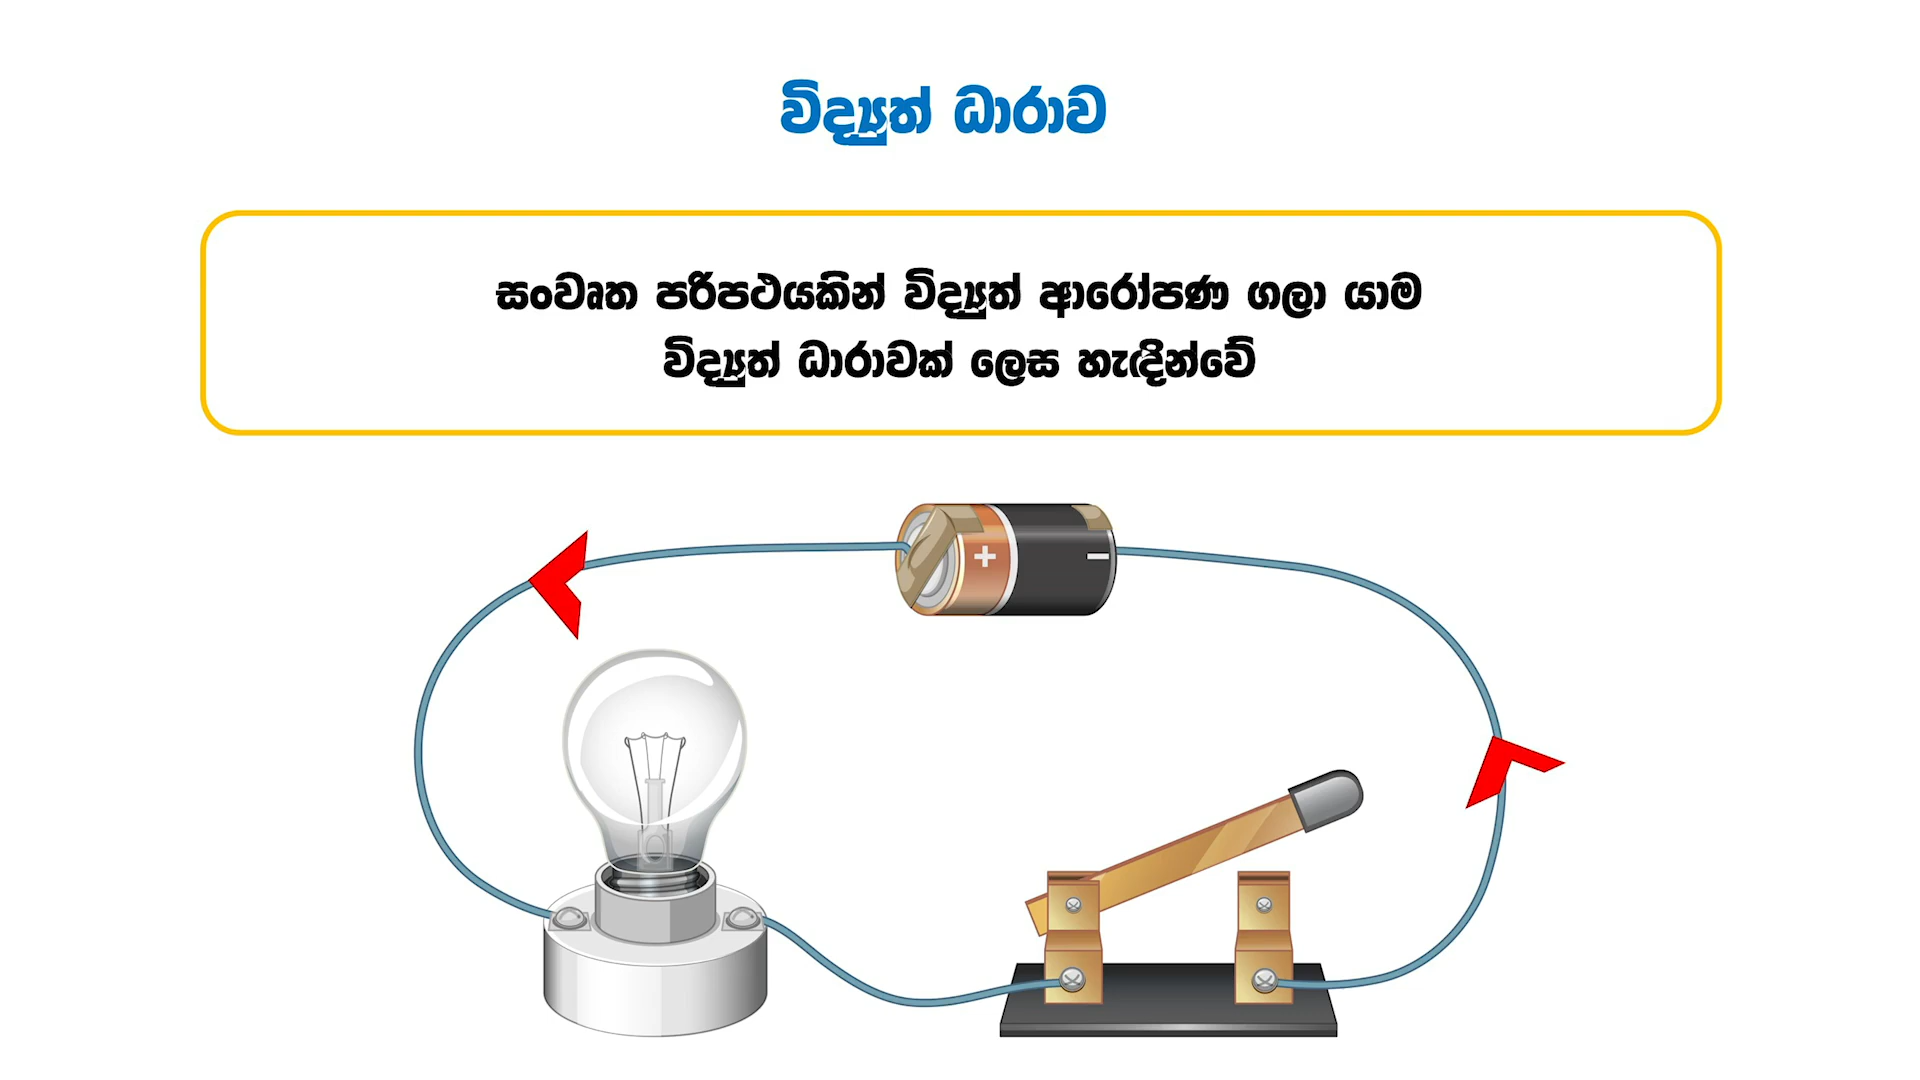 විද්‍යුත් ධාරාව
සංවෘත පරිපථයකින් විද්‍යුත් ආරෝපණ ගලා යාම
විද්‍යුත් ධාරාවක් ලෙස හැඳින්වේ
+ −